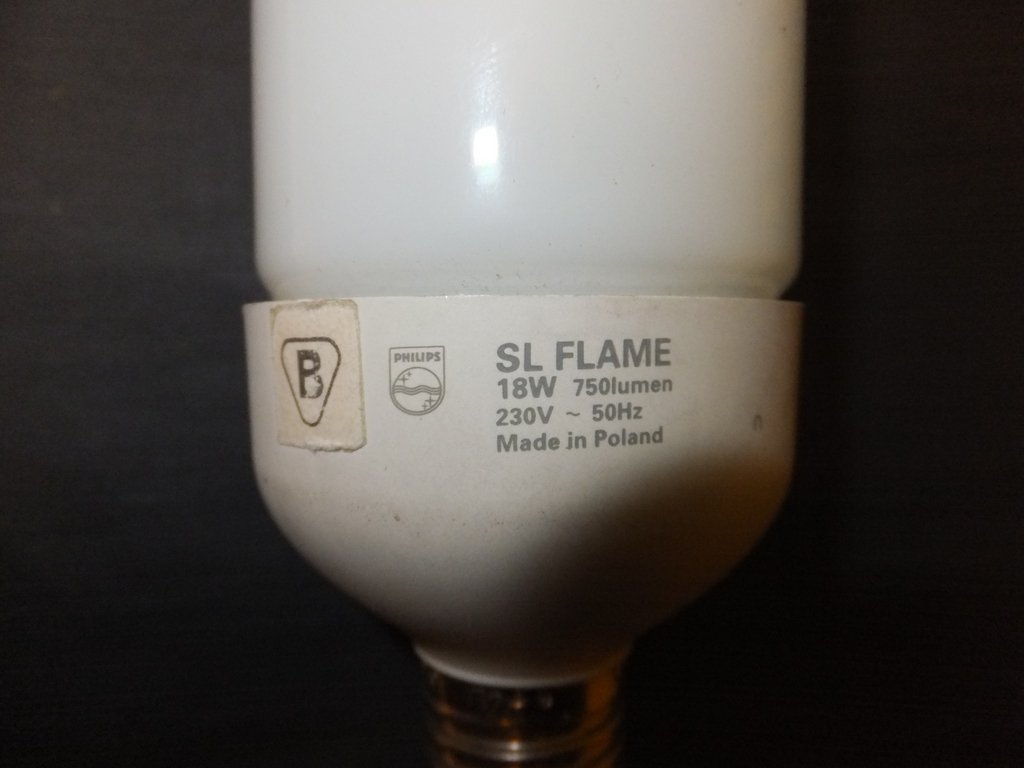 B
PHILIPS
SL FLAME
18W 750lumen
230V ~ 50Hz
Made in Poland
n